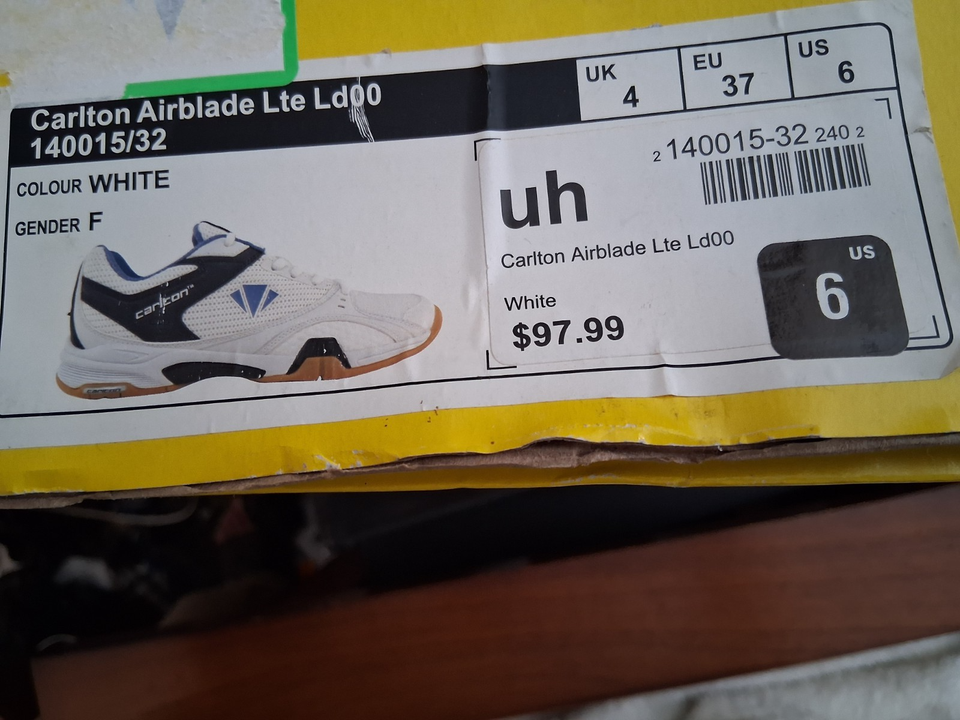 Carlton Airblade Lte Ld00
140015/32
UK
4
EU
37
US
6
COLOUR WHITE
GENDER F
carlton
2 140015-32 240 2
uh
Carlton Airblade Lte Ld00
White
$97.99
US
6